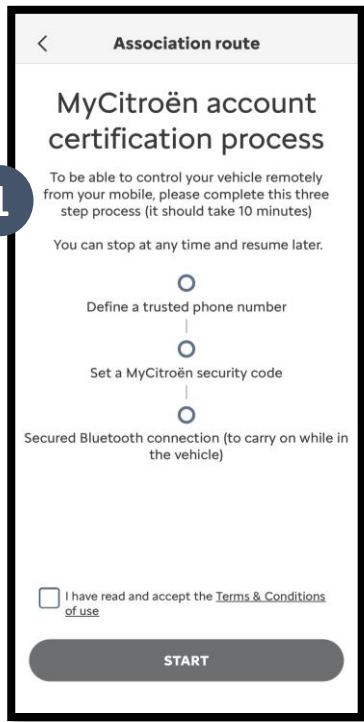 Association route
MyCitroën account
certification process
1
To be able to control your vehicle remotely
from your mobile, please complete this three
step process (it should take 10 minutes)
You can stop at any time and resume later.
Define a trusted phone number
Set a MyCitroën security code
Secured Bluetooth connection (to carry on while in
the vehicle)
I have read and accept the Terms & Conditions
of use
START